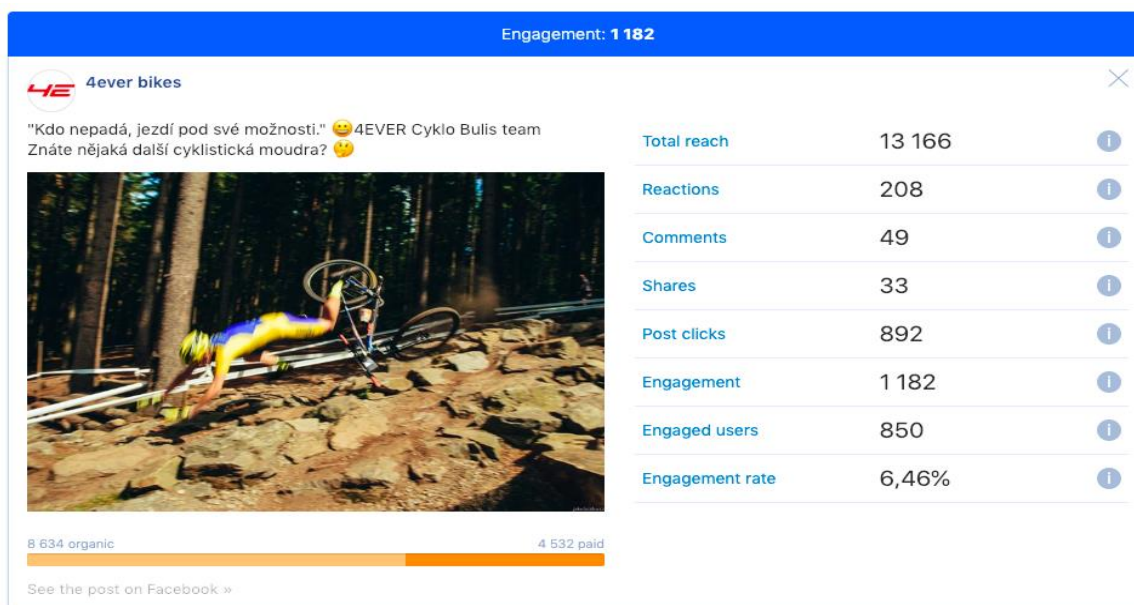 Engagement: 1 182
4E
4ever bikes
"Kdo nepadá, jezdí pod své možnosti." 😀4EVER Cyklo Bulis team
Znáte nějaká další cyklistická moudra? 🤔
8 634 organic 4 532 paid
See the post on Facebook »
Total reach 13 166
Reactions 208
Comments 49
Shares 33
Post clicks 892
Engagement 1 182
Engaged users 850
Engagement rate 6,46%